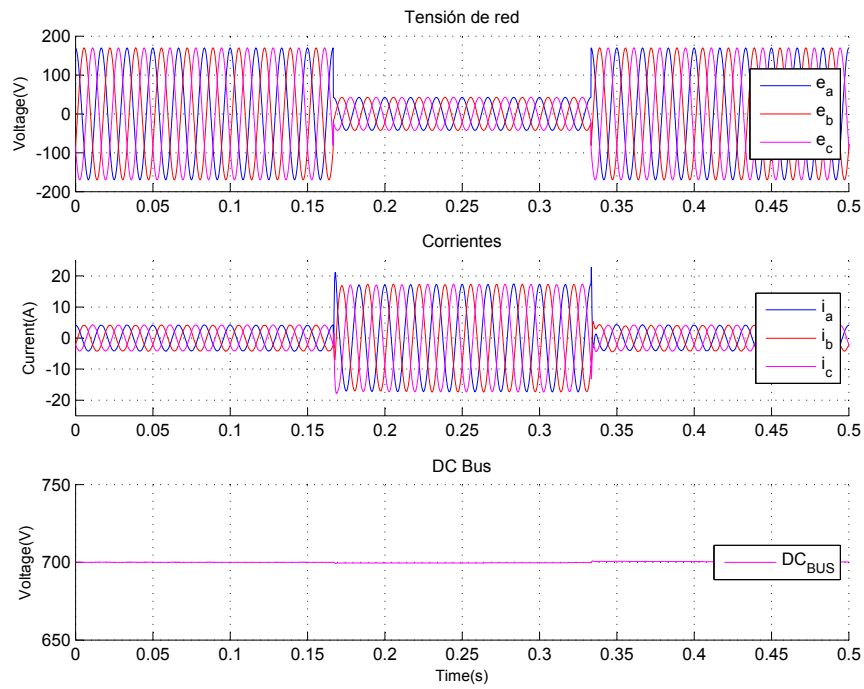 Tensión de red
Voltage(V)
200
100
0
-100
-200
e_a
e_b
e_c
0 0.05 0.1 0.15 0.2 0.25 0.3 0.35 0.4 0.45 0.5
Corrientes
Current(A)
20
10
0
-10
-20
i_a
i_b
i_c
0 0.05 0.1 0.15 0.2 0.25 0.3 0.35 0.4 0.45 0.5
DC Bus
Voltage(V)
750
700
650
DC_BUS
0 0.05 0.1 0.15 0.2 0.25 0.3 0.35 0.4 0.45 0.5
Time(s)